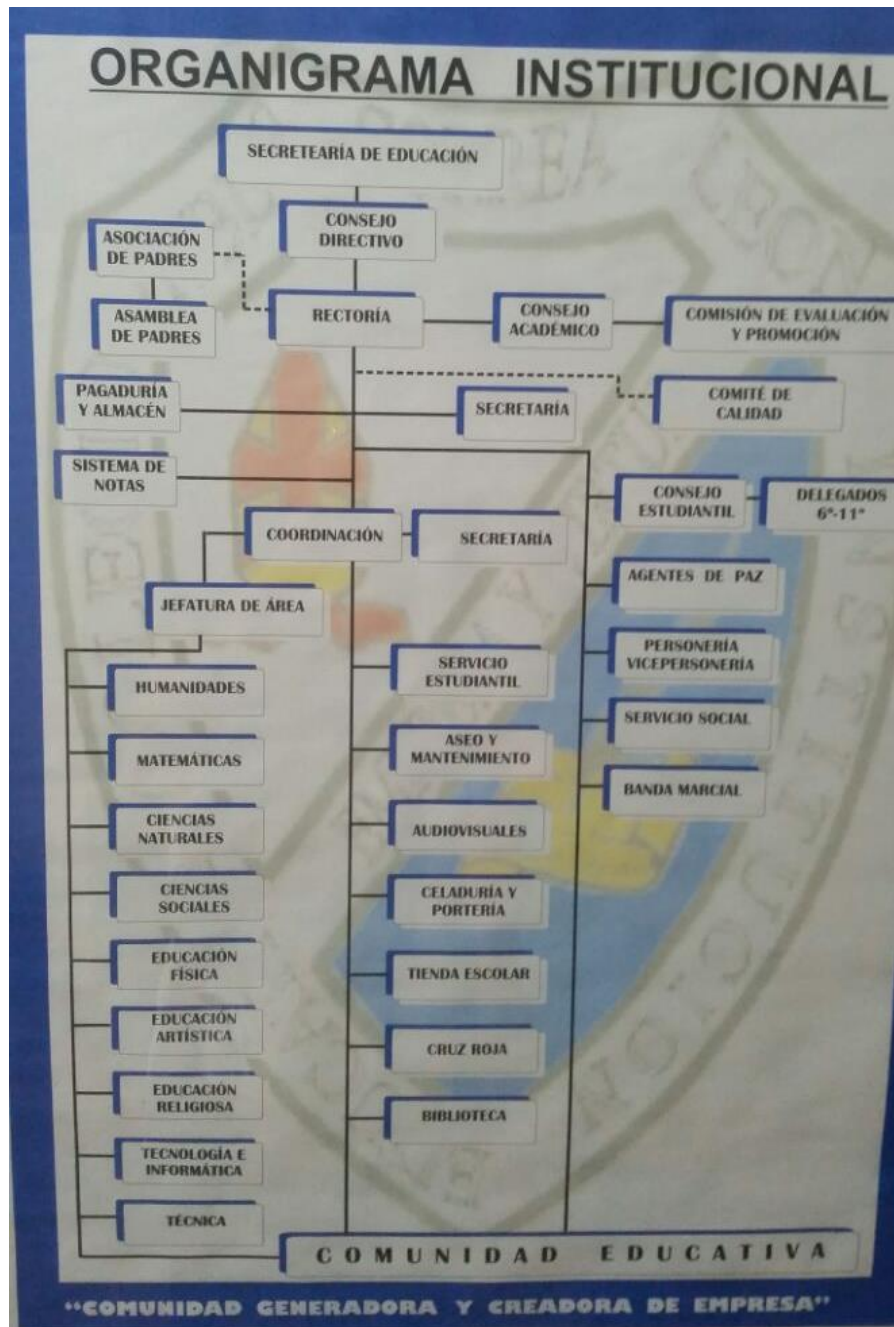 ORGANIGRAMA INSTITUCIONAL
SECRETEARÍA DE EDUCACIÓN
CONSEJO
DIRECTIVO
ASOCIACIÓN
DE PADRES
ASAMBLEA
DE PADRES
RECTORÍA
CONSEJO
ACADÉMICO
COMISIÓN DE EVALUACIÓN
Y PROMOCIÓN
PAGADURÍA
Y ALMACÉN
SECRETARÍA
COMITÉ DE
CALIDAD
SISTEMA DE
NOTAS
CONSEJO
ESTUDIANTIL
DELEGADOS
6°-11°
COORDINACIÓN
SECRETARÍA
AGENTES DE PAZ
JEFATURA DE ÁREA
PERSONERÍA
VICEPERSONERÍA
SERVICIO SOCIAL
BANDA MARCIAL
HUMANIDADES
MATEMÁTICAS
CIENCIAS
NATURALES
CIENCIAS
SOCIALES
EDUCACIÓN
FÍSICA
EDUCACIÓN
ARTÍSTICA
EDUCACIÓN
RELIGIOSA
TECNOLOGÍA E
INFORMÁTICA
TÉCNICA
SERVICIO
ESTUDIANTIL
ASEO Y
MANTENIMIENTO
AUDIOVISUALES
CELADURÍA Y
PORTERÍA
TIENDA ESCOLAR
CRUZ ROJA
BIBLIOTECA
COMUNIDAD EDUCATIVA
"COMUNIDAD GENERADORA Y CREADORA DE EMPRESA"